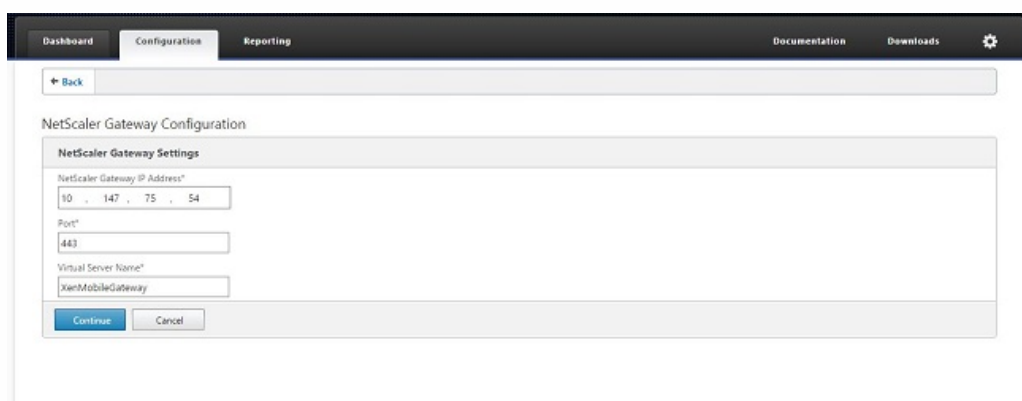 Dashboard Configuration Reporting Documentation Downloads
← Back
NetScaler Gateway Configuration
NetScaler Gateway Settings
NetScaler Gateway IP Address*
10 . 147 . 75 . 54
Port*
443
Virtual Server Name*
XenMobileGateway
Continue Cancel